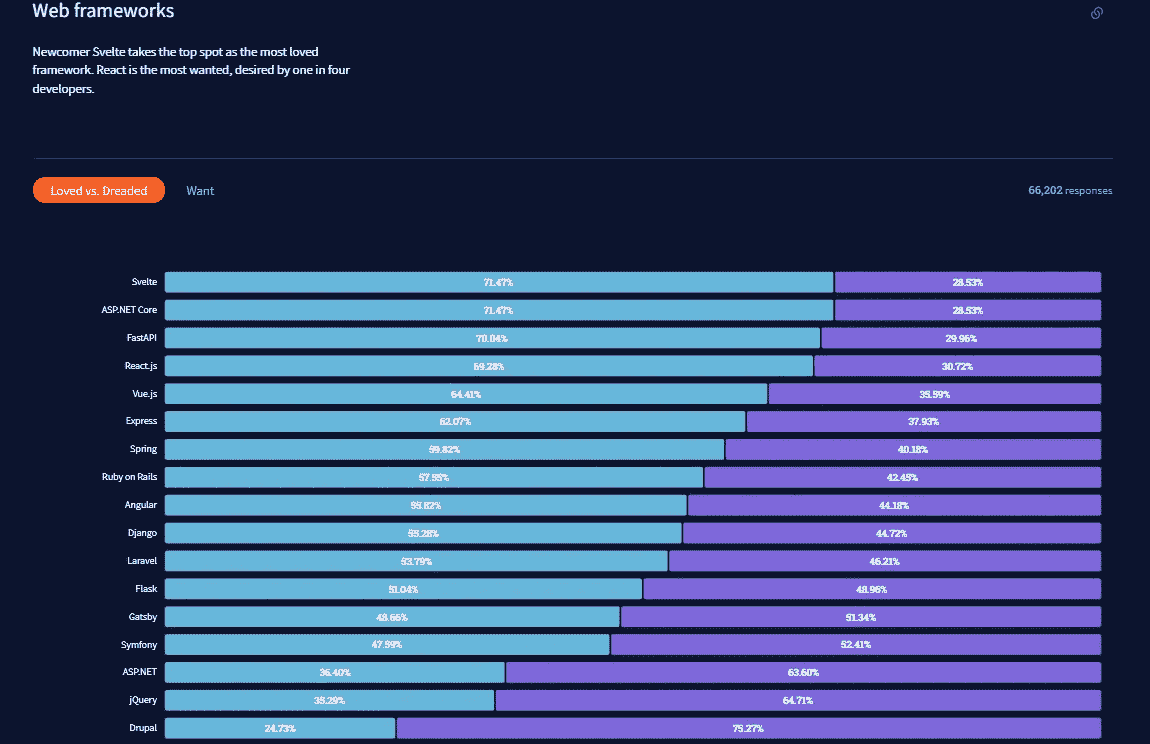 Web frameworks
Newcomer Svelte takes the top spot as the most loved
framework. React is the most wanted, desired by one in four
developers.
Loved vs. Dreaded Want 66,202 responses
Svelte 71.47% 28.53%
ASP.NET Core 71.47% 28.53%
FastAPI 70.04% 29.96%
React.js 69.28% 30.72%
Vue.js 64.41% 35.59%
Express 62.07% 37.93%
Spring 59.82% 40.18%
Ruby on Rails 57.55% 42.45%
Angular 55.82% 44.18%
Django 55.28% 44.72%
Laravel 53.79% 46.21%
Flask 51.04% 48.96%
Gatsby 48.66% 51.34%
Symfony 47.59% 52.41%
ASP.NET 36.40% 63.60%
jQuery 35.29% 64.71%
Drupal 24.73% 75.27%